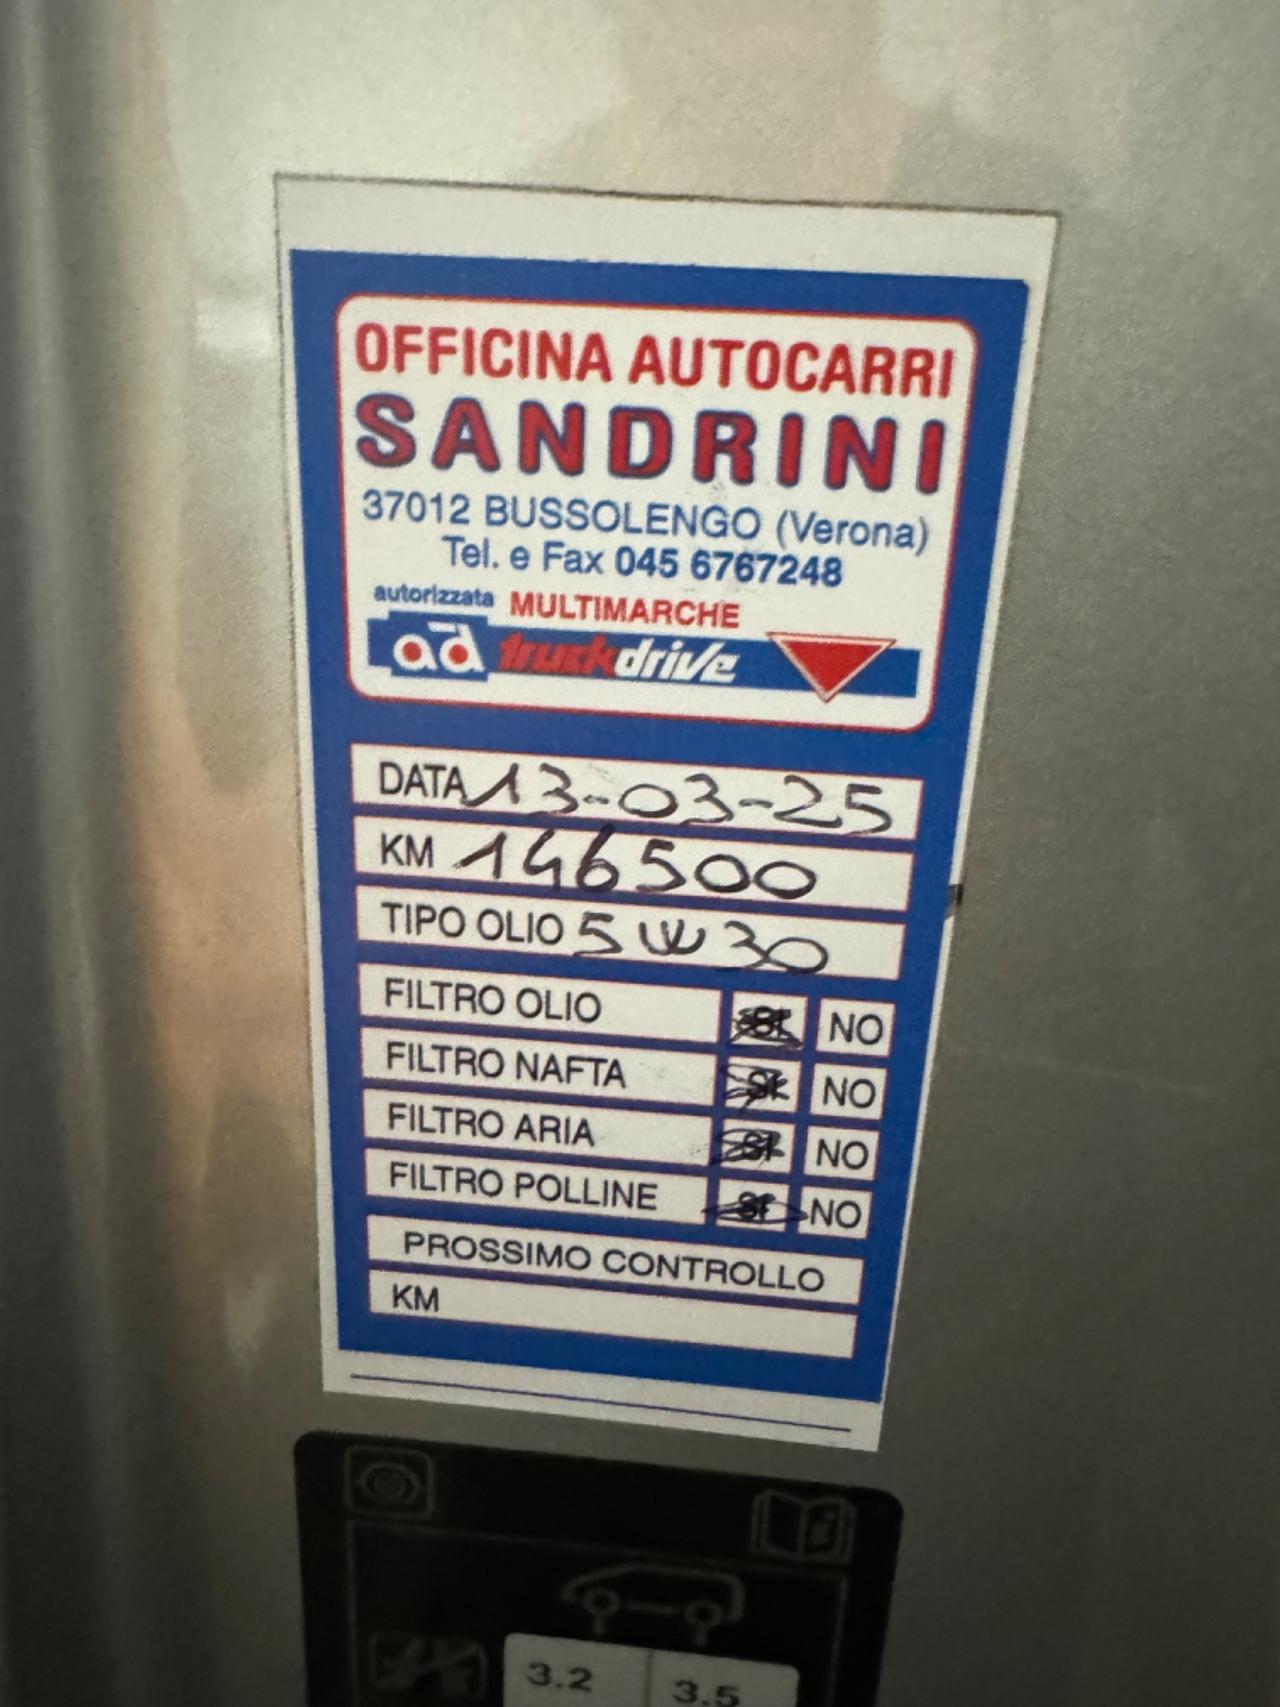 OFFICINA AUTOCARRI
SANDRINI
37012 BUSSOLENGO (Verona)
Tel. e Fax 045 6767248
autorizzata MULTIMARCHE
ad truckdrive
DATA 13-03-25
KM 146500
TIPO OLIO 5W30
FILTRO OLIO SI NO
FILTRO NAFTA SI NO
FILTRO ARIA SI NO
FILTRO POLLINE SI NO
PROSSIMO CONTROLLO
KM
3.2 3.5